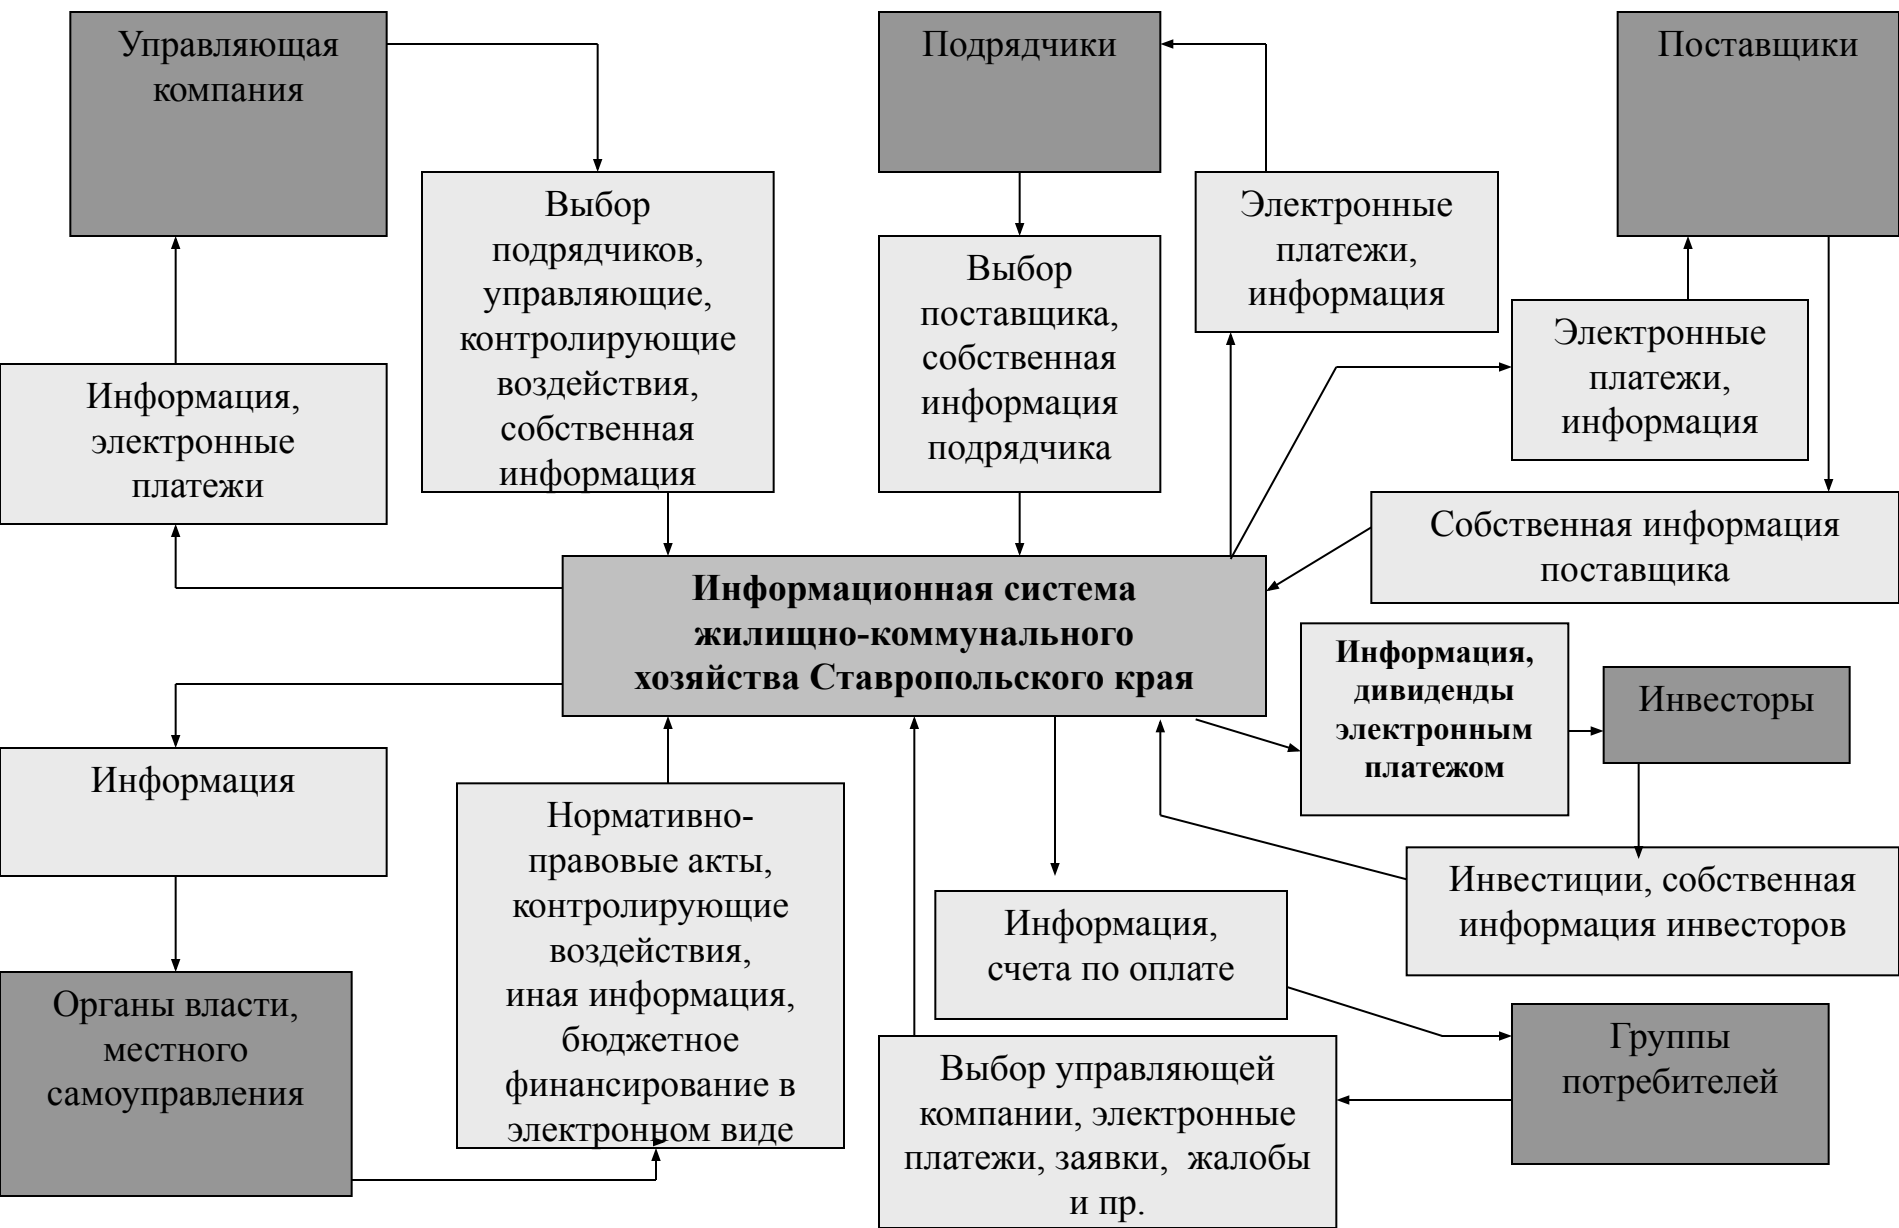 Управляющая
компания
Подрядчики
Поставщики
Выбор
подрядчиков,
управляющие,
контролирующие
воздействия,
собственная
информация
Выбор
поставщика,
собственная
информация
подрядчика
Электронные
платежи,
информация
Электронные
платежи,
информация
Информация,
электронные
платежи
Собственная информация
поставщика
Информационная система
жилищно-коммунального
хозяйства Ставропольского края
Информация,
дивиденды
электронным
платежом
Инвесторы
Информация
Нормативно-
правовые акты,
контролирующие
воздействия,
иная информация,
бюджетное
финансирование в
электронном виде
Инвестиции, собственная
информация инвесторов
Информация,
счета по оплате
Органы власти,
местного
самоуправления
Группы
потребителей
Выбор управляющей
компании, электронные
платежи, заявки,  жалобы
и пр.